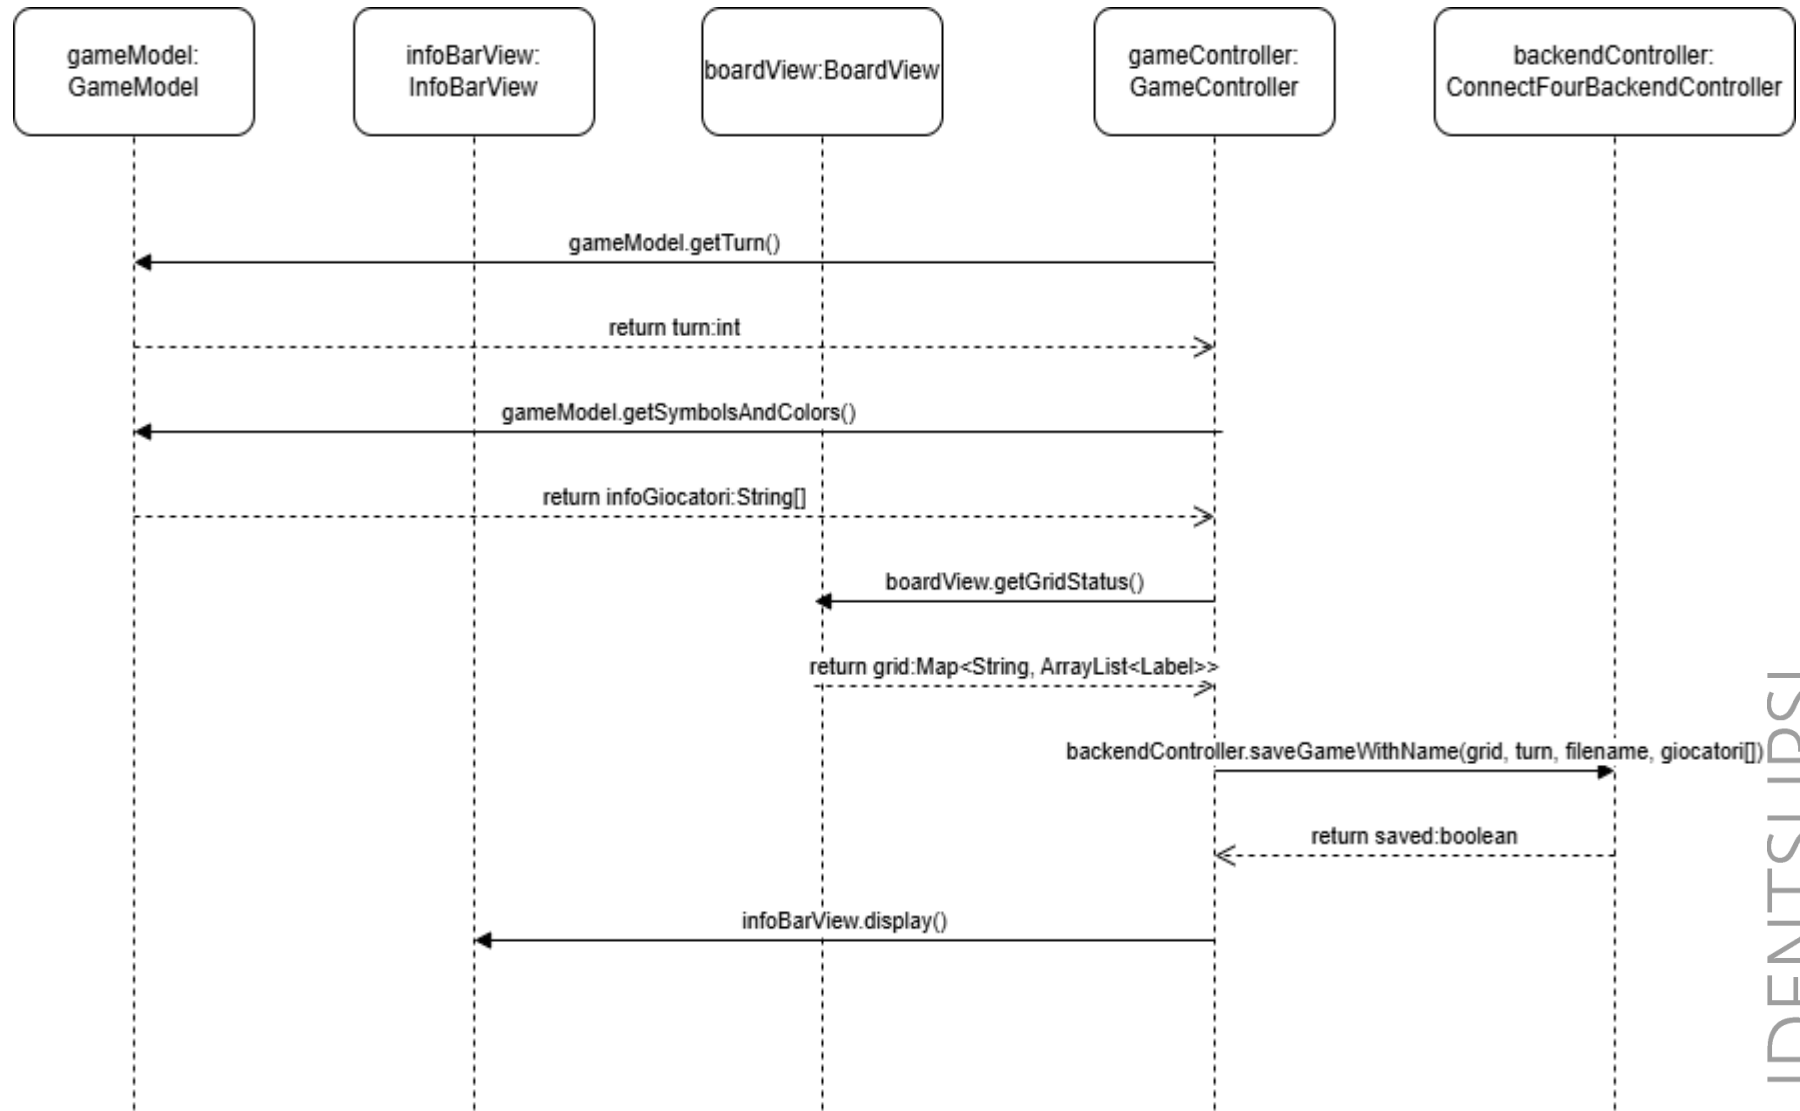 gameModel:
GameModel
infoBarView:
InfoBarView
boardView:BoardView
gameController:
GameController
backendController:
ConnectFourBackendController
gameModel.getTurn()
return turn:int
gameModel.getSymbolsAndColors()
return infoGiocatori:String[]
boardView.getGridStatus()
return grid:Map<String, ArrayList<Label>>
backendController.saveGameWithName(grid, turn, filename, giocatori[])
return saved:boolean
infoBarView.display()